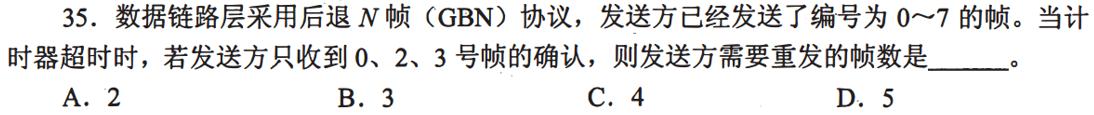 35．数据链路层采用后退 N 帧（GBN）协议，发送方已经发送了编号为 0～7 的帧。当计
时器超时时，若发送方只收到 0、2、3 号帧的确认，则发送方需要重发的帧数是______。
A．2 B．3 C．4 D．5